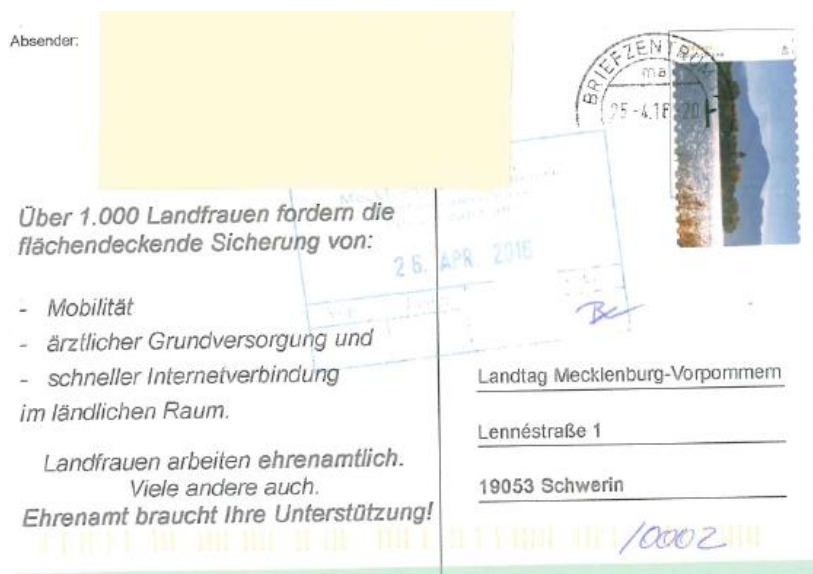 Absender:
BRIEFZENTRUM
ma
25.-4.16-20
26. APR. 2016
Über 1.000 Landfrauen fordern die
flächendeckende Sicherung von:
- Mobilität
- ärztlicher Grundversorgung und
- schneller Internetverbindung
im ländlichen Raum.
Landfrauen arbeiten ehrenamtlich.
Viele andere auch.
Ehrenamt braucht Ihre Unterstützung!
Landtag Mecklenburg-Vorpommern
Lennéstraße 1
19053 Schwerin
/0002